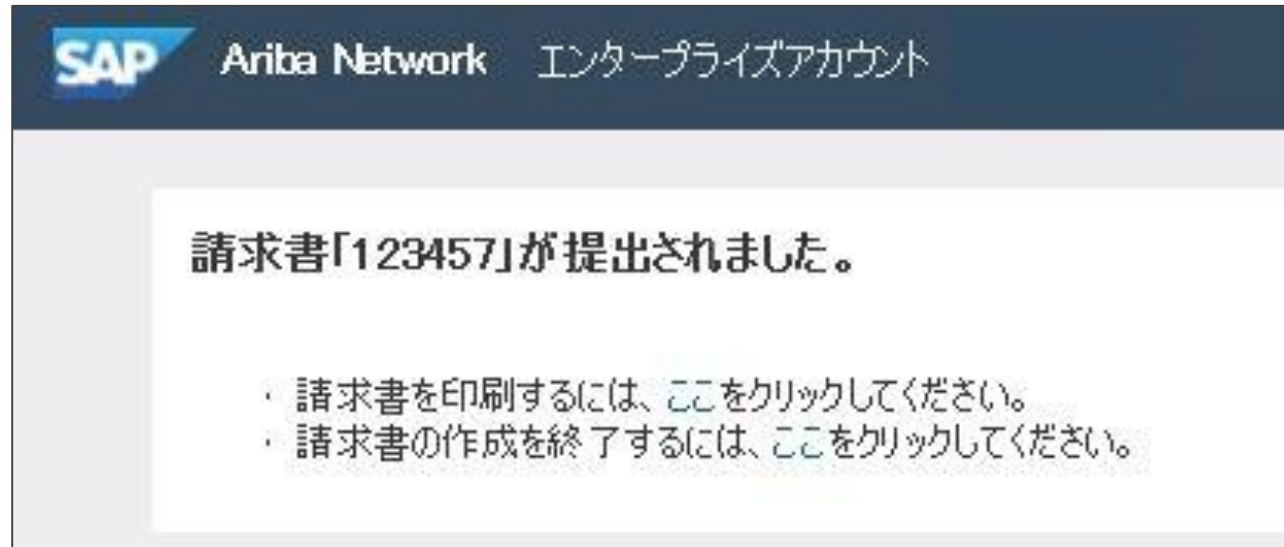 SAP Ariba Network エンタープライズアカウント
請求書「123457」が提出されました。
· 請求書を印刷するには、ここをクリックしてください。
· 請求書の作成を終了するには、ここをクリックしてください。